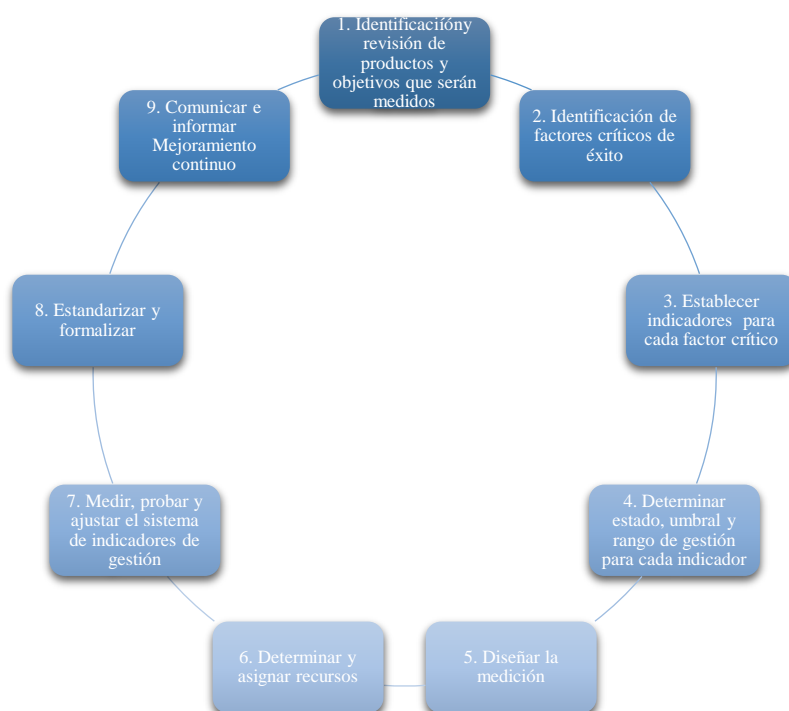 1. Identificaciíóny
revisión de
productos y
objetivos que serán
medidos
2. Identificación de
factores críticos de
éxito
3. Establecer
indicadores para
cada factor crítico
4. Determinar
estado, umbral y
rango de gestión
para cada indicador
5. Diseñar la
medición
6. Determinar y
asignar recursos
7. Medir, probar y
ajustar el sistema
de indicadores de
gestión
8. Estandarizar y
formalizar
9. Comunicar e
informar
Mejoramiento
continuo